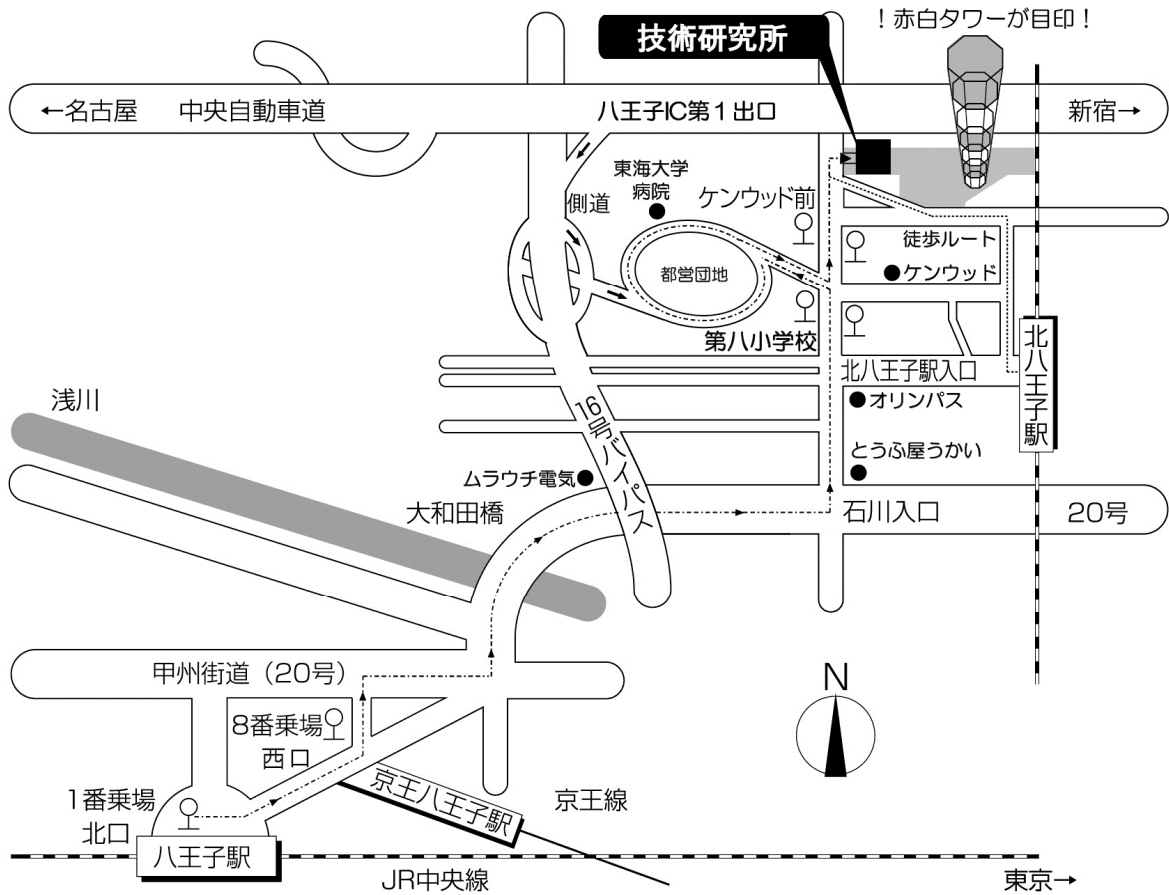 ！赤白タワーが目印！
技術研究所
←名古屋
中央自動車道
八王子IC第１出口
新宿→
東海大学
病院
側道
ケンウッド前
徒歩ルート
ケンウッド
都営団地
第八小学校
北八王子駅入口
北八王子駅
オリンパス
浅川
16号バイパス
とうふ屋うかい
ムラウチ電気
大和田橋
石川入口
20号
甲州街道（20号）
N
8番乗場
西口
1番乗場
北口
京王八王子駅
京王線
八王子駅
JR中央線
東京→